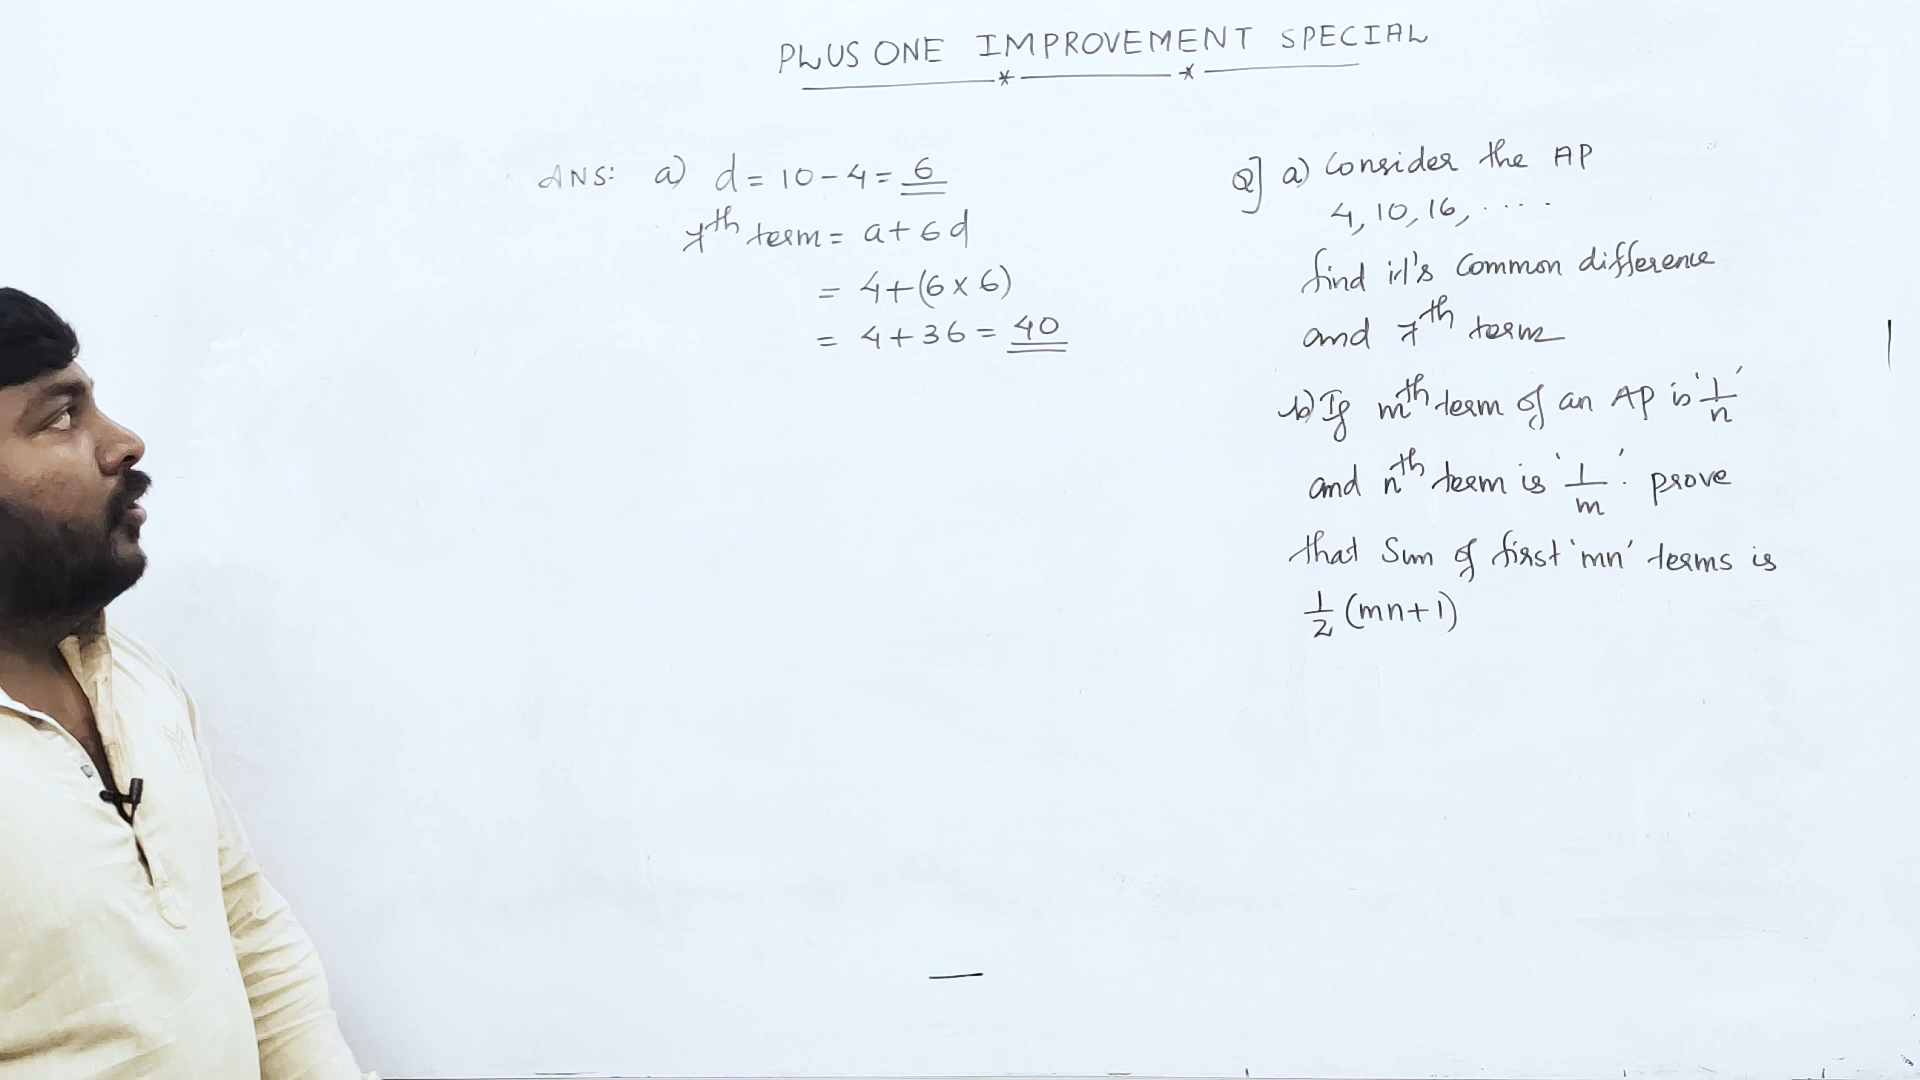 PLUS ONE IMPROVEMENT SPECIAL
ANS: a) d = 10 - 4 = 6
7th term = a + 6d
= 4 + (6 × 6)
= 4 + 36 = 40
Q] a) Consider the AP
4, 10, 16, .....
find it's Common difference
and 7th term
b) If mth term of an AP is '1/n'
and nth term is '1/m'. prove
that Sum of first 'mn' terms is
1/2 (mn+1)